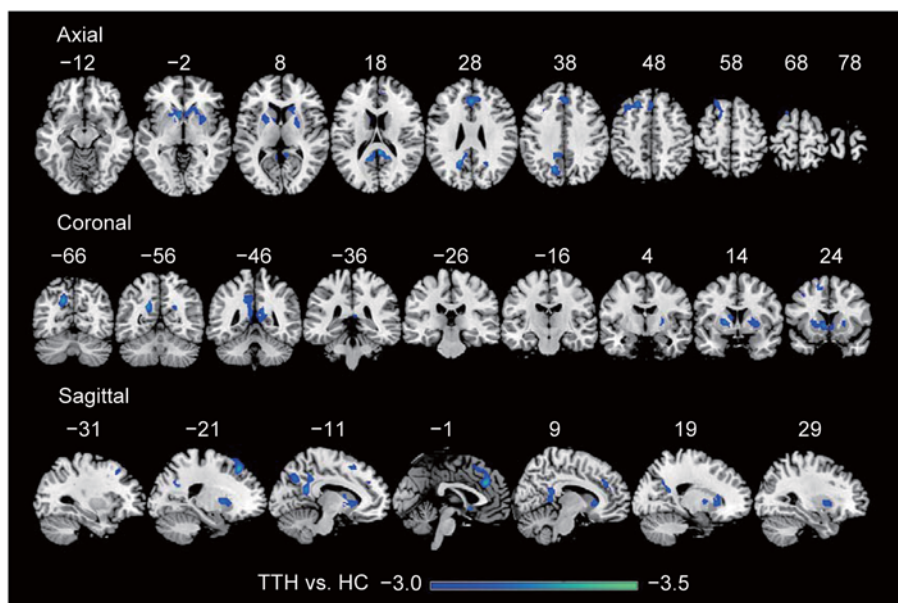 Axial
−12 −2 8 18 28 38 48 58 68 78
Coronal
−66 −56 −46 −36 −26 −16 4 14 24
Sagittal
−31 −21 −11 −1 9 19 29
TTH vs. HC −3.0 −3.5